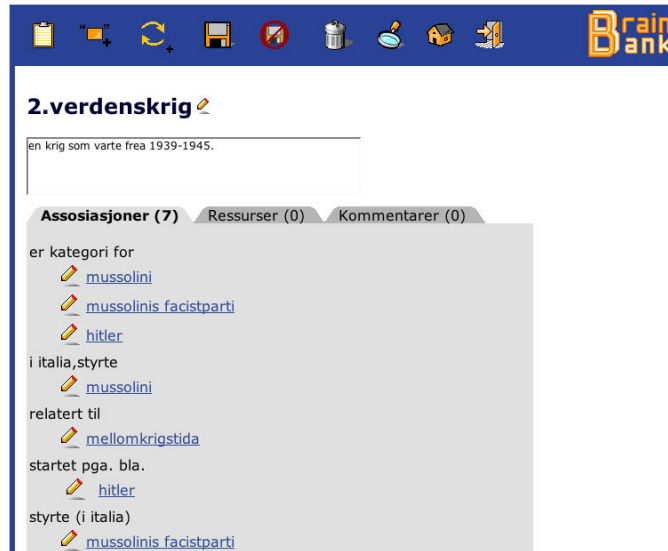 Brain
Bank
2.verdenskrig
en krig som varte frea 1939-1945.
Assosiasjoner (7) Ressurser (0) Kommentarer (0)
er kategori for
mussolini
mussolinis facistparti
hitler
i italia,styrte
mussolini
relatert til
mellomkrigstida
startet pga. bla.
hitler
styrte (i italia)
mussolinis facistparti